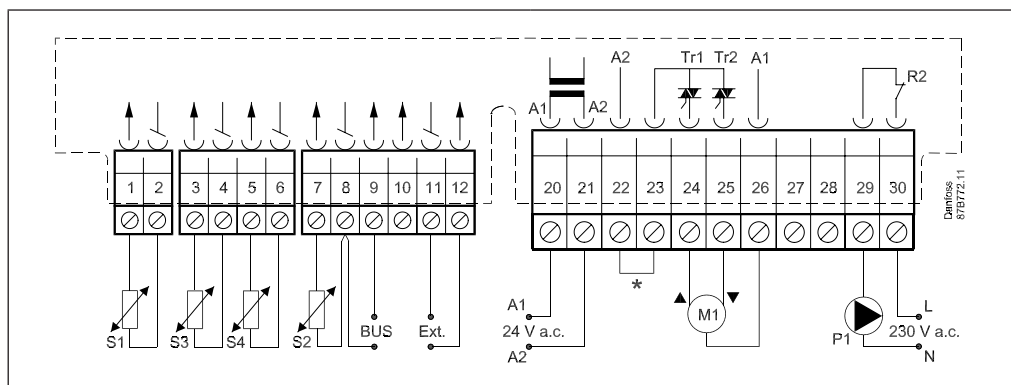 Tr1 Tr2
A2 A1
R2
A1 A2
1 2 3 4 5 6 7 8 9 10 11 12
20 21 22 23 24 25 26 27 28 29 30
Danfoss
87B772.11
*
A1 L
S1 S3 S4 S2 BUS Ext. 24 V a.c. M1 P1 230 V a.c.
A2 N